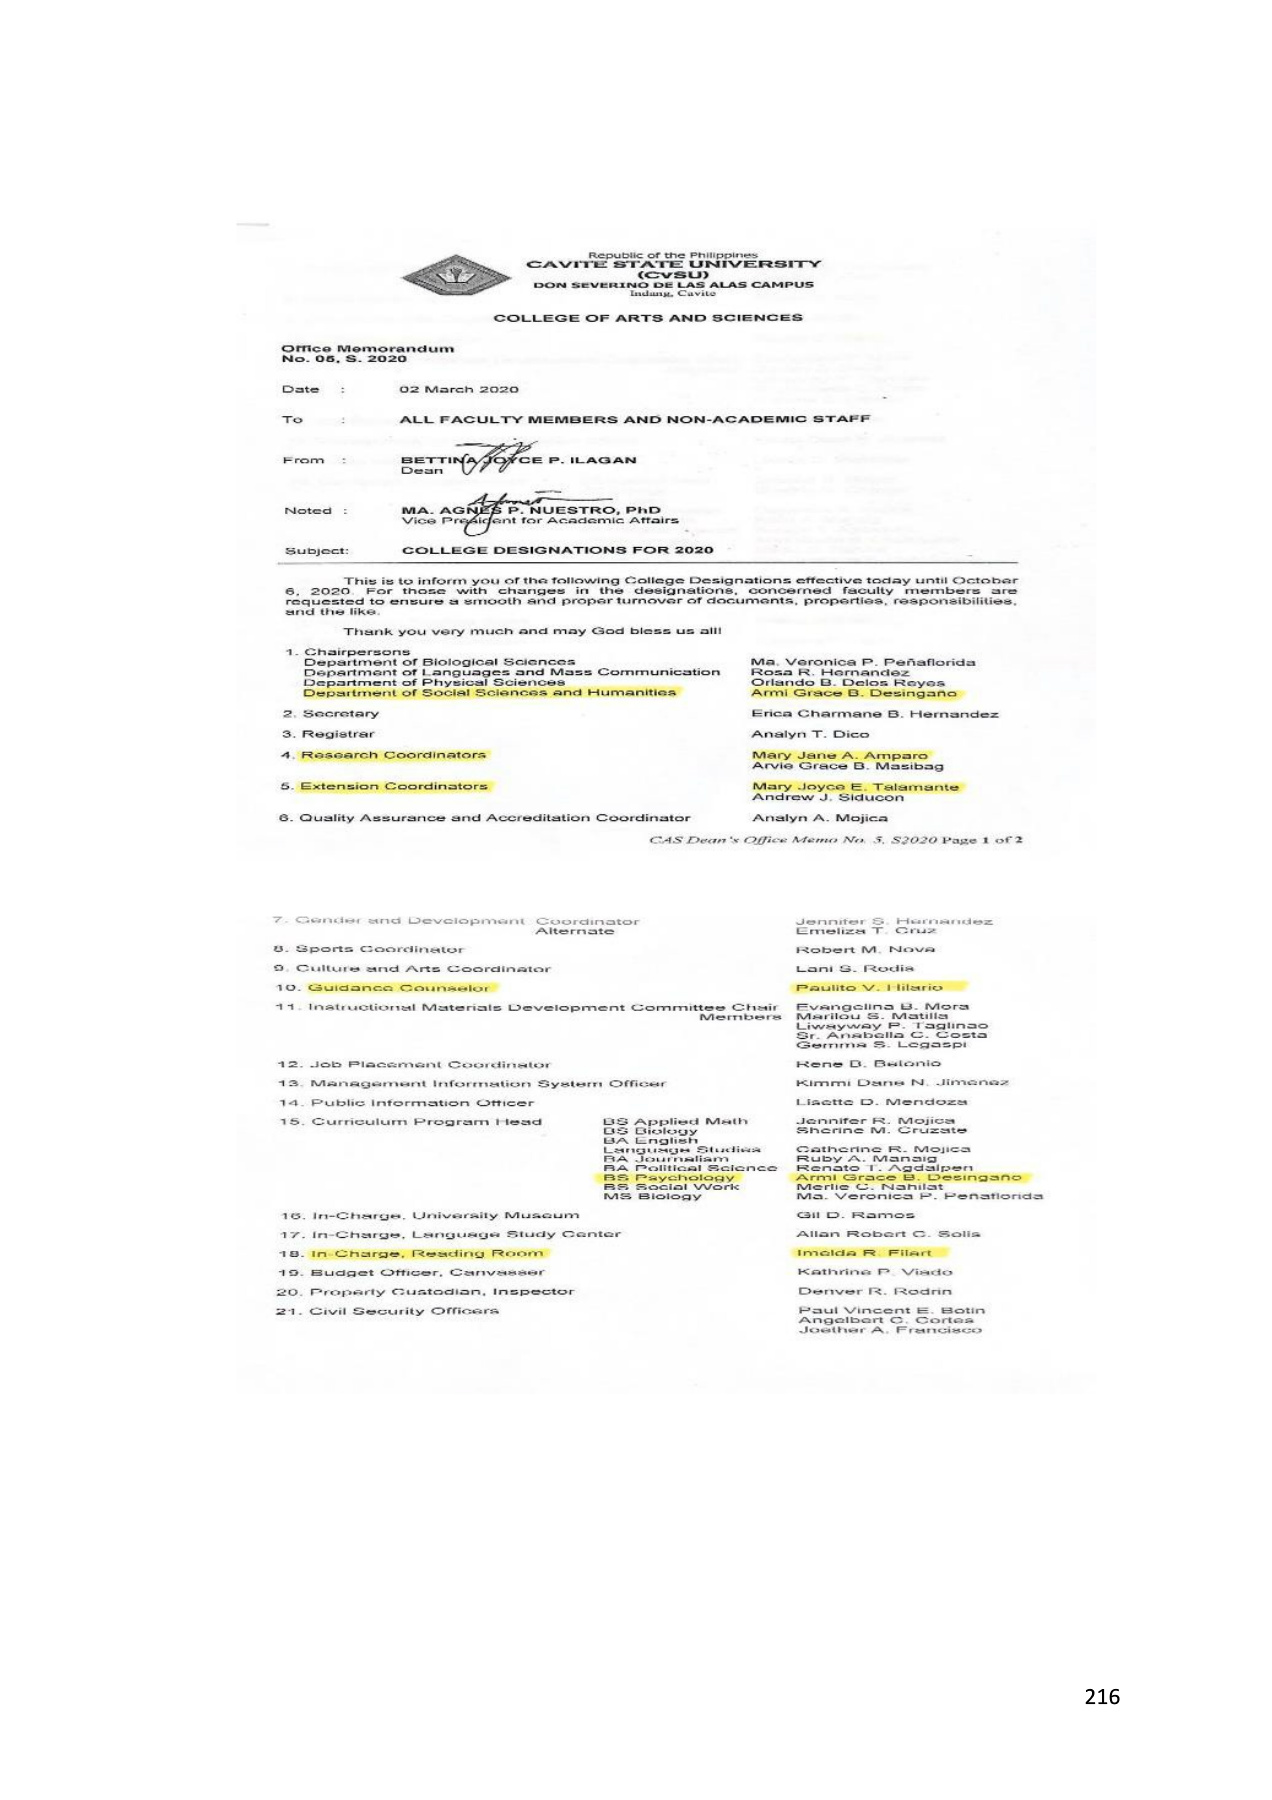 Republic of the Philippines
CAVITE STATE UNIVERSITY
(CvSU)
DON SEVERINO DE LAS ALAS CAMPUS
Indang, Cavite
COLLEGE OF ARTS AND SCIENCES
Office Memorandum
No. 05, S. 2020
Date : 02 March 2020
To : ALL FACULTY MEMBERS AND NON-ACADEMIC STAFF
From : BETTINA JOYCE P. ILAGAN
Dean
Noted : MA. AGNES P. NUESTRO, PhD
Vice President for Academic Affairs
Subject: COLLEGE DESIGNATIONS FOR 2020
This is to inform you of the following College Designations effective today until October
6, 2020. For those with changes in the designations, concerned faculty members are
requested to ensure a smooth and proper turnover of documents, properties, responsibilities,
and the like.
Thank you very much and may God bless us all!
1. Chairpersons
Department of Biological Sciences Ma. Veronica P. Peñaflorida
Department of Languages and Mass Communication Rosa R. Hernandez
Department of Physical Sciences Orlando B. Delos Reyes
Department of Social Sciences and Humanities Armi Grace B. Desingaño
2. Secretary Erica Charmane B. Hernandez
3. Registrar Analyn T. Dico
4. Research Coordinators Mary Jane A. Amparo
Arvie Grace B. Masibag
5. Extension Coordinators Mary Joyce E. Talamante
Andrew J. Siducon
6. Quality Assurance and Accreditation Coordinator Analyn A. Mojica
CAS Dean's Office Memo No. 5, S2020 Page 1 of 2
7. Gender and Development Coordinator Jennifer S. Hernandez
Alternate Emeliza T. Cruz
8. Sports Coordinator Robert M. Nova
9. Culture and Arts Coordinator Lani S. Rodis
10. Guidance Counselor Paulito V. Hilario
11. Instructional Materials Development Committee Chair Evangelina B. Mora
Members Marilou S. Matilla
Liwayway P. Taglinao
Sr. Anabella C. Costa
Gemma S. Legaspi
12. Job Placement Coordinator Rene B. Betonio
13. Management Information System Officer Kimmi Dane N. Jimenez
14. Public Information Officer Lisette D. Mendoza
15. Curriculum Program Head BS Applied Math Jennifer R. Mojica
BS Biology Sherine M. Cruzate
BA English
Language Studies Catherine R. Mojica
BA Journalism Ruby A. Manaig
BA Political Science Renato T. Agdalpen
BS Psychology Armi Grace B. Desingaño
BS Social Work Merlie C. Nahilat
MS Biology Ma. Veronica P. Peñaflorida
16. In-Charge, University Museum Gil D. Ramos
17. In-Charge, Language Study Center Allan Robert C. Solis
18. In-Charge, Reading Room Imelda R. Filart
19. Budget Officer, Canvasser Kathrine P. Viado
20. Property Custodian, Inspector Denver R. Rodrin
21. Civil Security Officers Paul Vincent E. Botin
Angelbert C. Cortes
Joether A. Francisco
216